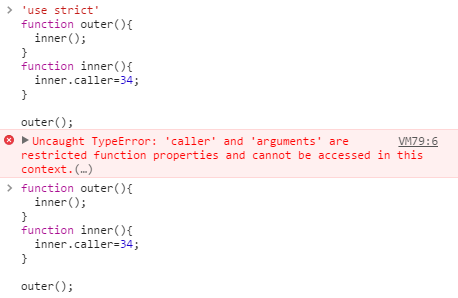 'use strict'
function outer(){
  inner();
}
function inner(){
  inner.caller=34;
}

outer();
Uncaught TypeError: 'caller' and 'arguments' are VM79:6
restricted function properties and cannot be accessed in this
context.(…)
function outer(){
  inner();
}
function inner(){
  inner.caller=34;
}

outer();